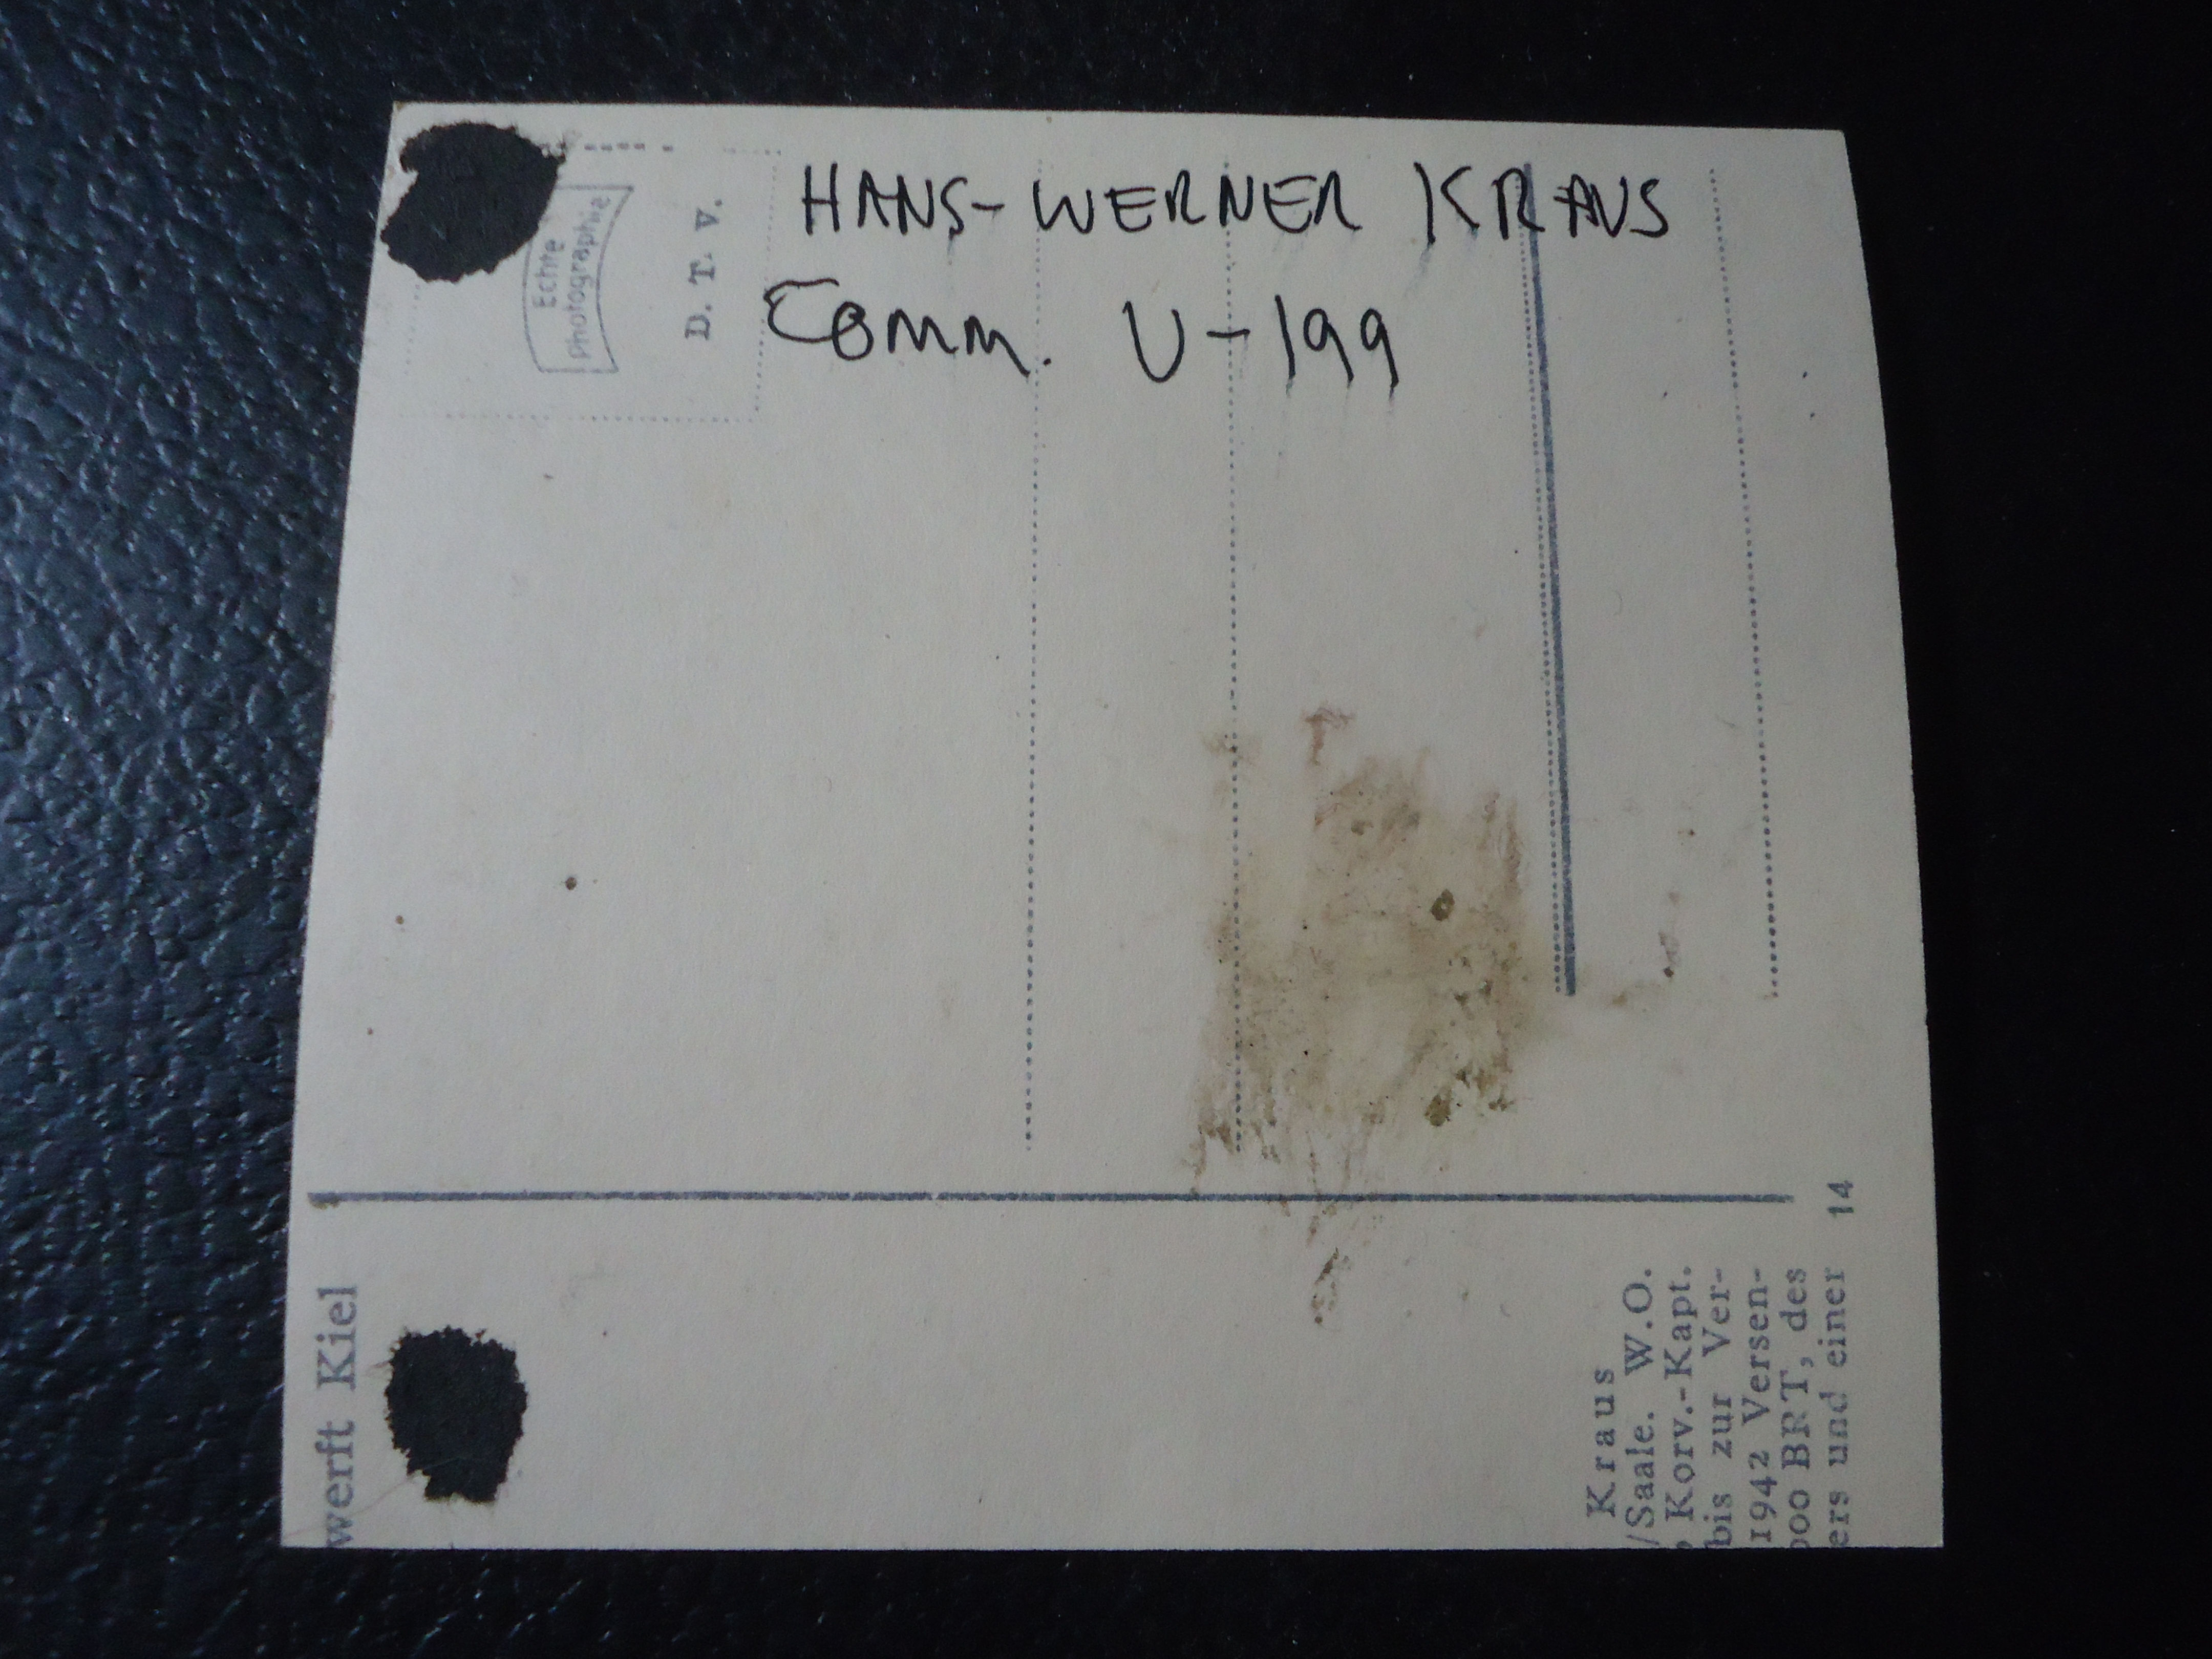 HANS-WERNER KRAUS
Comm. U-199
Echte
Photographie
D. T. V.
werft Kiel
Kraus
/Saale. W.O.
Korv.-Kapt.
bis zur Ver-
1942 Versen-
000 BRT, des
ers und einer
14